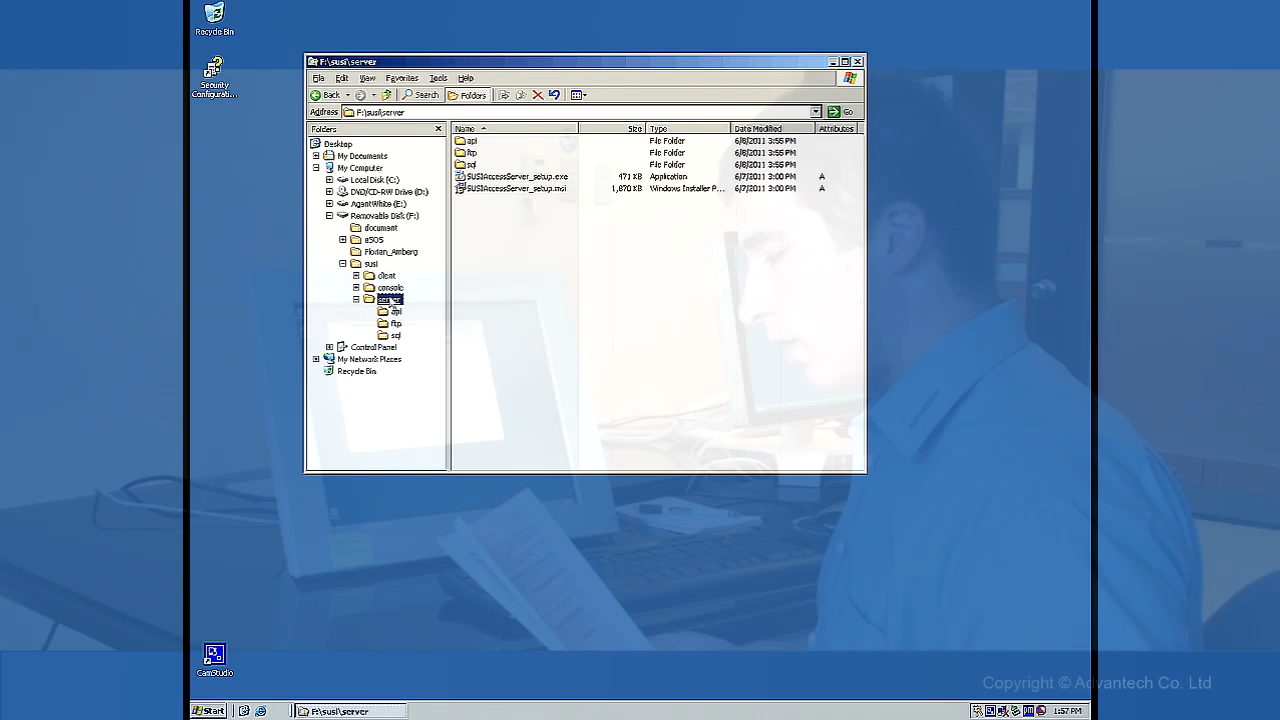 Recycle Bin
Security
Configurab...
F:\susi\server
File Edit View Favorites Tools Help
Back Search Folders
Address F:\susi\server Go
Folders
Name Size Type Date Modified Attributes
Desktop
My Documents
My Computer
Local Disk (C:)
DVD/CD-RW Drive (D:)
AgentWhite (E:)
Removable Disk (F:)
document
eSOS
Florian_Amberg
susi
client
console
server
api
ftp
sql
Control Panel
My Network Places
Recycle Bin
api File Folder 6/8/2011 3:55 PM
ftp File Folder 6/8/2011 3:55 PM
sql File Folder 6/8/2011 3:55 PM
SUSIAccessServer_setup.exe 471 KB Application 6/7/2011 3:00 PM A
SUSIAccessServer_setup.msi 1,870 KB Windows Installer P... 6/7/2011 3:00 PM A
CamStudio
Copyright © Advantech Co. Ltd
Start F:\susi\server 1:57 PM